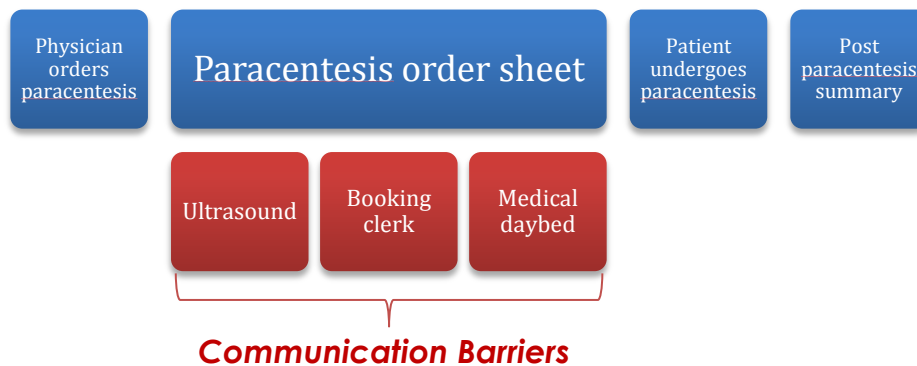 Physician
orders
paracentesis
Paracentesis order sheet
Patient
undergoes
paracentesis
Post
paracentesis
summary
Ultrasound
Booking
clerk
Medical
daybed
Communication Barriers